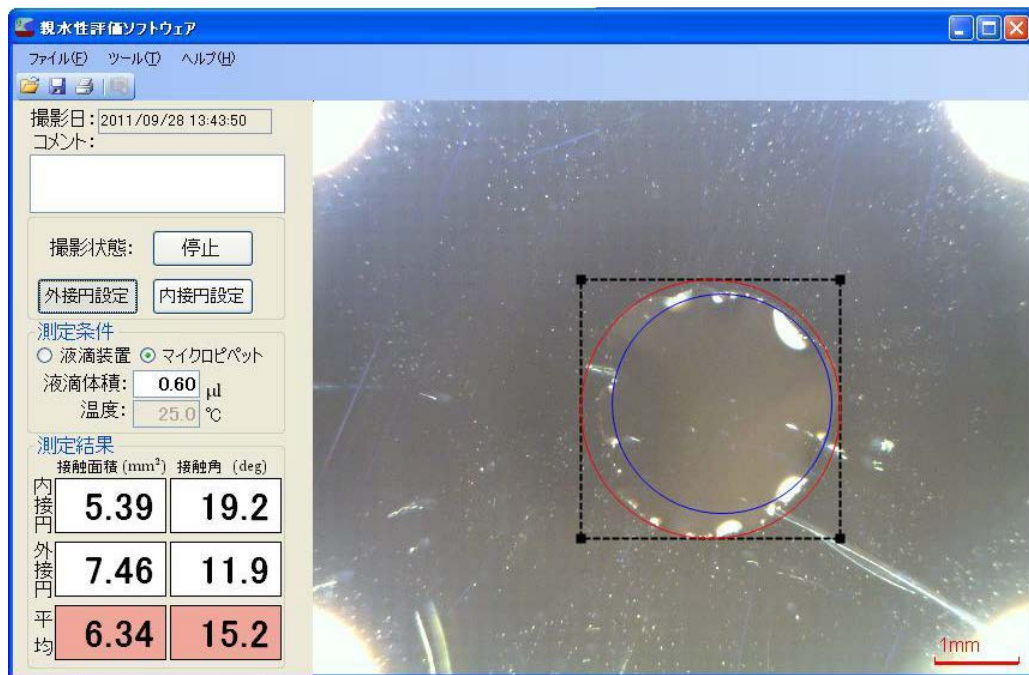 親水性評価ソフトウェア
ファイル(F) ツール(T) ヘルプ(H)
撮影日: 2011/09/28 13:43:50
コメント:
撮影状態: 停止
外接円設定 内接円設定
測定条件
液滴装置 マイクロピペット
液滴体積: 0.60 μl
温度: 25.0 ℃
測定結果
接触面積 (mm²) 接触角 (deg)
内接円 5.39 19.2
外接円 7.46 11.9
平均 6.34 15.2
1mm